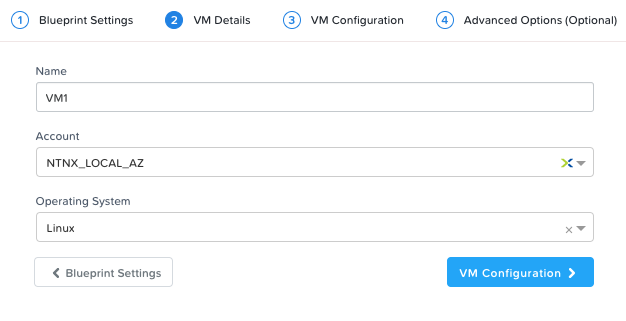 1 Blueprint Settings 2 VM Details 3 VM Configuration 4 Advanced Options (Optional)
Name
VM1
Account
NTNX_LOCAL_AZ
Operating System
Linux
Blueprint Settings VM Configuration